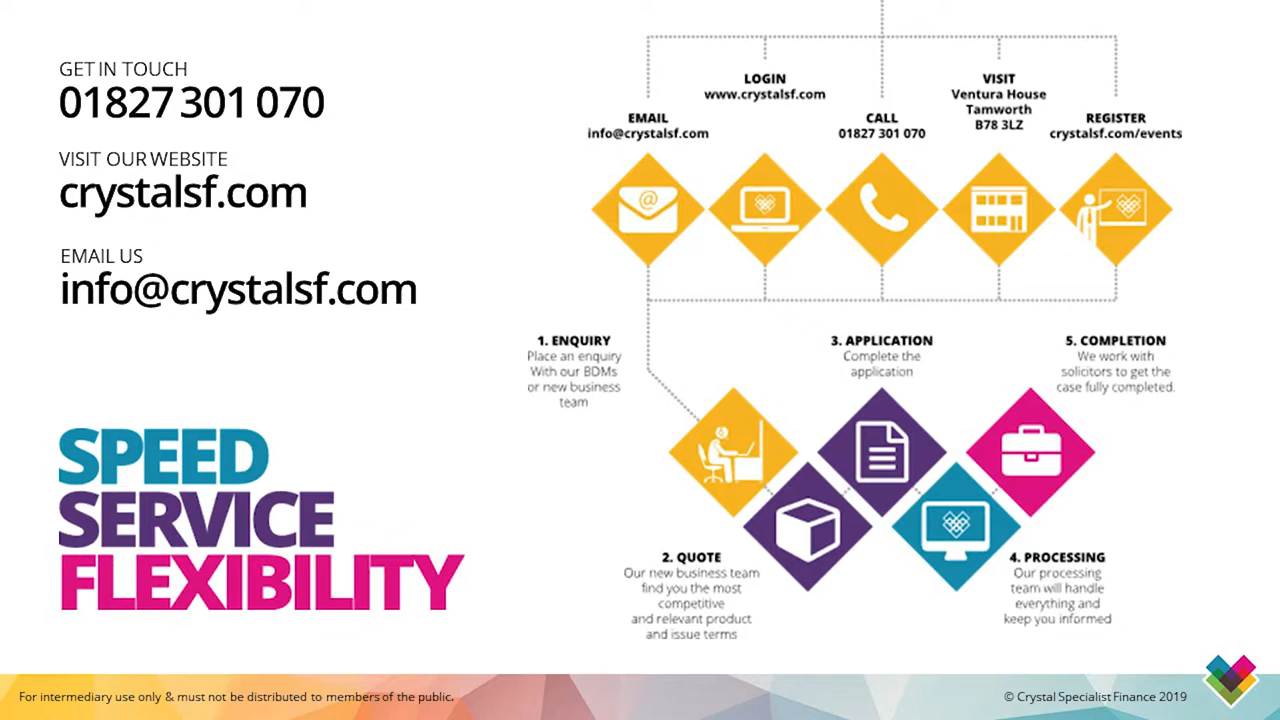 GET IN TOUCH
01827 301 070
VISIT OUR WEBSITE
crystalsf.com
EMAIL US
info@crystalsf.com
SPEED
SERVICE
FLEXIBILITY
EMAIL
info@crystalsf.com
LOGIN
www.crystalsf.com
CALL
01827 301 070
VISIT
Ventura House
Tamworth
B78 3LZ
REGISTER
crystalsf.com/events
@
1. ENQUIRY
Place an enquiry
With our BDMs
or new business
team
2. QUOTE
Our new business team
find you the most
competitive
and relevant product
and issue terms
3. APPLICATION
Complete the
application
4. PROCESSING
Our processing
team will handle
everything and
keep you informed
5. COMPLETION
We work with
solicitors to get the
case fully completed.
For intermediary use only & must not be distributed to members of the public.
© Crystal Specialist Finance 2019